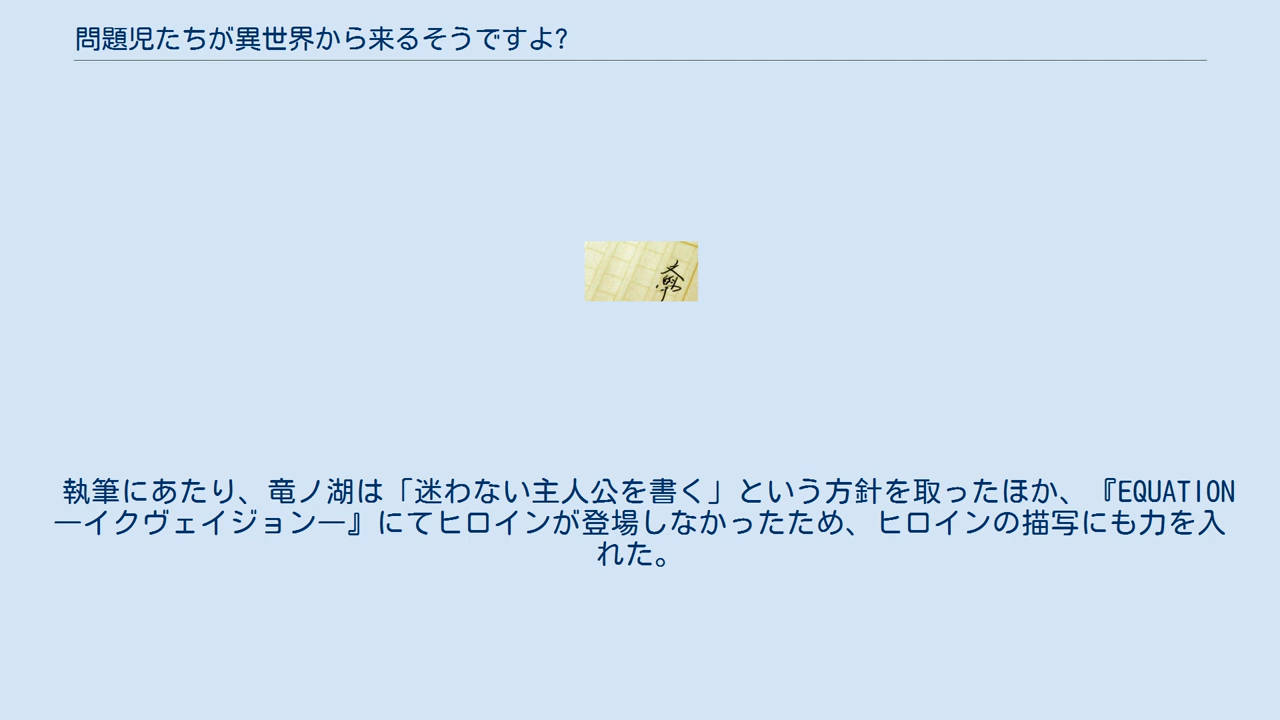 問題児たちが異世界から来るそうですよ?
執筆にあたり、竜ノ湖は「迷わない主人公を書く」という方針を取ったほか、『EQUATION
―イクヴェイジョン―』にてヒロインが登場しなかったため、ヒロインの描写にも力を入
れた。